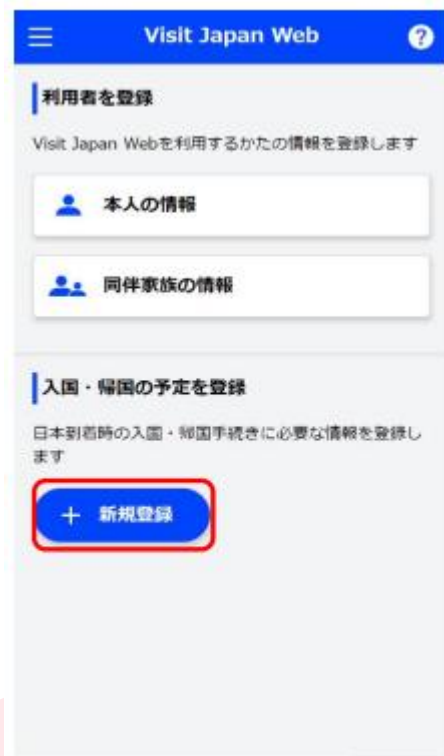 Visit Japan Web
?
利用者を登録
Visit Japan Webを利用するかたの情報を登録します
本人の情報
同伴家族の情報
入国・帰国の予定を登録
日本到着時の入国・帰国手続きに必要な情報を登録し
ます
＋ 新規登録